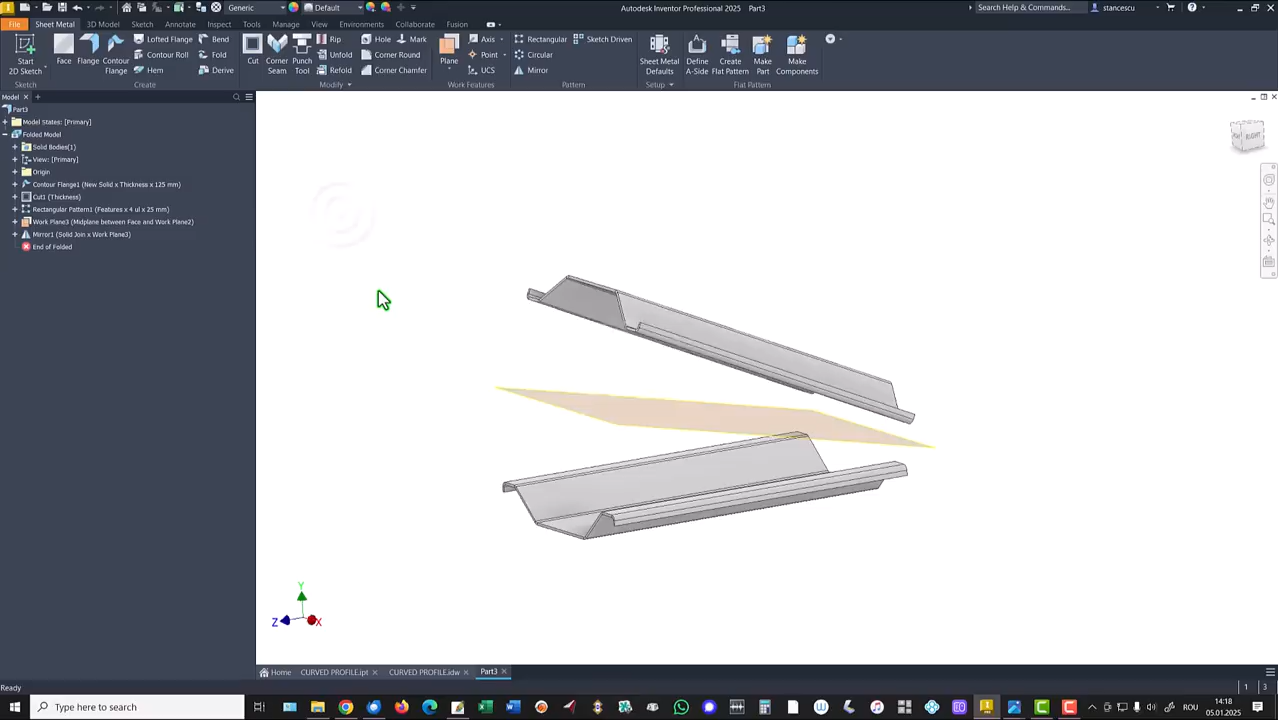 Generic
Default
Autodesk Inventor Professional 2025 Part3
Search Help & Commands...
stancescu
File Sheet Metal 3D Model Sketch Annotate Inspect Tools Manage View Environments Collaborate Fusion
Start
2D Sketch
Face
Flange
Contour
Flange
Lofted Flange
Contour Roll
Hem
Bend
Fold
Derive
Cut
Corner
Seam
Punch
Tool
Rip
Unfold
Refold
Hole
Mark
Corner Round
Corner Chamfer
Plane
Axis
Point
UCS
Rectangular
Circular
Mirror
Sketch Driven
Sheet Metal
Defaults
Define
A-Side
Create
Flat Pattern
Make
Part
Make
Components
Sketch Create Modify Work Features Pattern Setup Flat Pattern
Model
Part3
Model States: [Primary]
Folded Model
Solid Bodies(1)
View: [Primary]
Origin
Contour Flange1 (New Solid x Thickness x 125 mm)
Cut1 (Thickness)
Rectangular Pattern1 (Features x 4 ul x 25 mm)
Work Plane3 (Midplane between Face and Work Plane2)
Mirror1 (Solid Join x Work Plane3)
End of Folded
RIGHT
Y
Z
X
Home
CURVED PROFILE.ipt
CURVED PROFILE.idw
Part3
Ready
1
3
Type here to search
ROU
14:18
05.01.2025